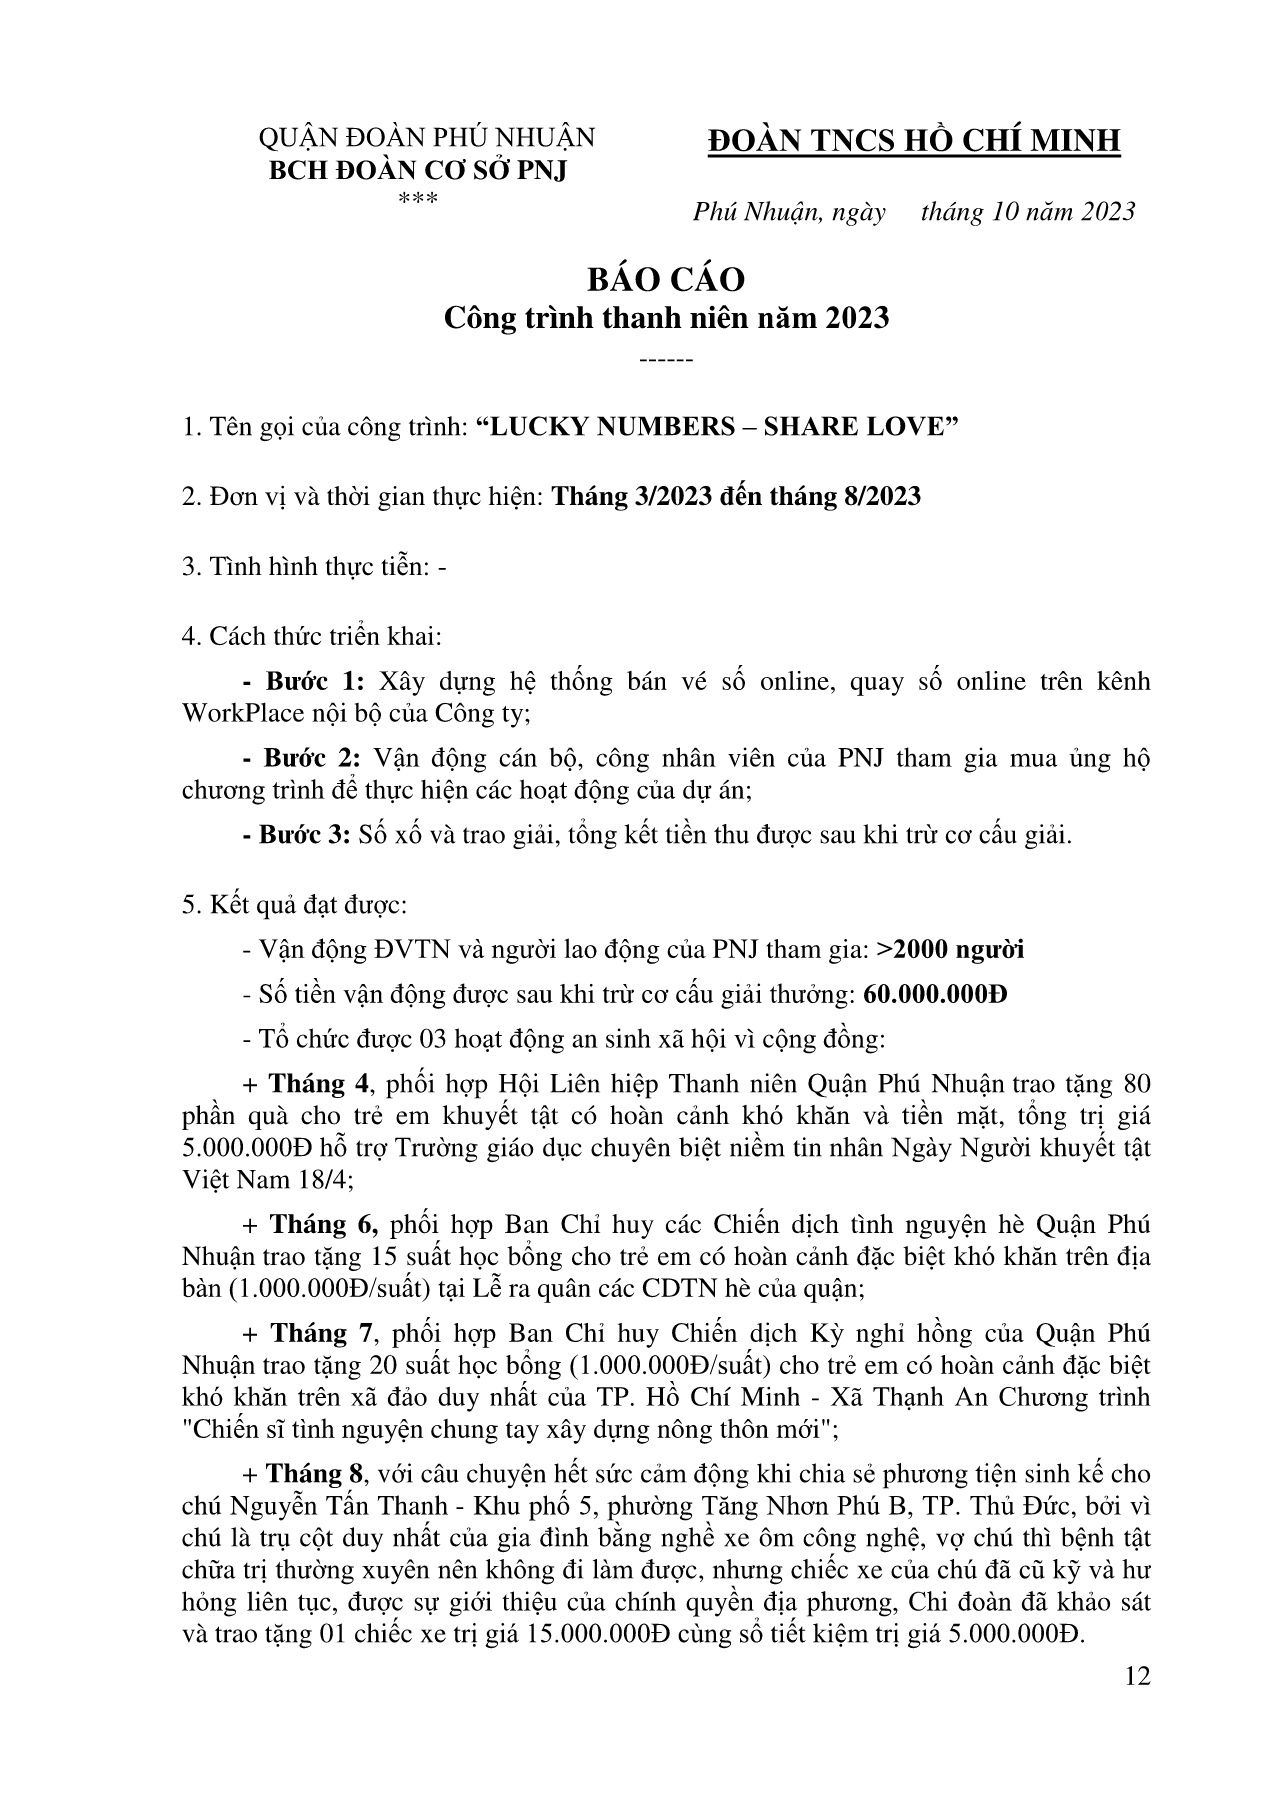 QUẬN ĐOÀN PHÚ NHUẬN
BCH ĐOÀN CƠ SỞ PNJ
***
ĐOÀN TNCS HỒ CHÍ MINH
Phú Nhuận, ngày tháng 10 năm 2023
BÁO CÁO
Công trình thanh niên năm 2023
------
1. Tên gọi của công trình: “LUCKY NUMBERS – SHARE LOVE”
2. Đơn vị và thời gian thực hiện: Tháng 3/2023 đến tháng 8/2023
3. Tình hình thực tiễn: -
4. Cách thức triển khai:
- Bước 1: Xây dựng hệ thống bán vé số online, quay số online trên kênh
WorkPlace nội bộ của Công ty;
- Bước 2: Vận động cán bộ, công nhân viên của PNJ tham gia mua ủng hộ
chương trình để thực hiện các hoạt động của dự án;
- Bước 3: Số xố và trao giải, tổng kết tiền thu được sau khi trừ cơ cấu giải.
5. Kết quả đạt được:
- Vận động ĐVTN và người lao động của PNJ tham gia: >2000 người
- Số tiền vận động được sau khi trừ cơ cấu giải thưởng: 60.000.000Đ
- Tổ chức được 03 hoạt động an sinh xã hội vì cộng đồng:
+ Tháng 4, phối hợp Hội Liên hiệp Thanh niên Quận Phú Nhuận trao tặng 80
phần quà cho trẻ em khuyết tật có hoàn cảnh khó khăn và tiền mặt, tổng trị giá
5.000.000Đ hỗ trợ Trường giáo dục chuyên biệt niềm tin nhân Ngày Người khuyết tật
Việt Nam 18/4;
+ Tháng 6, phối hợp Ban Chỉ huy các Chiến dịch tình nguyện hè Quận Phú
Nhuận trao tặng 15 suất học bổng cho trẻ em có hoàn cảnh đặc biệt khó khăn trên địa
bàn (1.000.000Đ/suất) tại Lễ ra quân các CDTN hè của quận;
+ Tháng 7, phối hợp Ban Chỉ huy Chiến dịch Kỳ nghỉ hồng của Quận Phú
Nhuận trao tặng 20 suất học bổng (1.000.000Đ/suất) cho trẻ em có hoàn cảnh đặc biệt
khó khăn trên xã đảo duy nhất của TP. Hồ Chí Minh - Xã Thạnh An Chương trình
"Chiến sĩ tình nguyện chung tay xây dựng nông thôn mới";
+ Tháng 8, với câu chuyện hết sức cảm động khi chia sẻ phương tiện sinh kế cho
chú Nguyễn Tấn Thanh - Khu phố 5, phường Tăng Nhơn Phú B, TP. Thủ Đức, bởi vì
chú là trụ cột duy nhất của gia đình bằng nghề xe ôm công nghệ, vợ chú thì bệnh tật
chữa trị thường xuyên nên không đi làm được, nhưng chiếc xe của chú đã cũ kỹ và hư
hỏng liên tục, được sự giới thiệu của chính quyền địa phương, Chi đoàn đã khảo sát
và trao tặng 01 chiếc xe trị giá 15.000.000Đ cùng sổ tiết kiệm trị giá 5.000.000Đ.
12